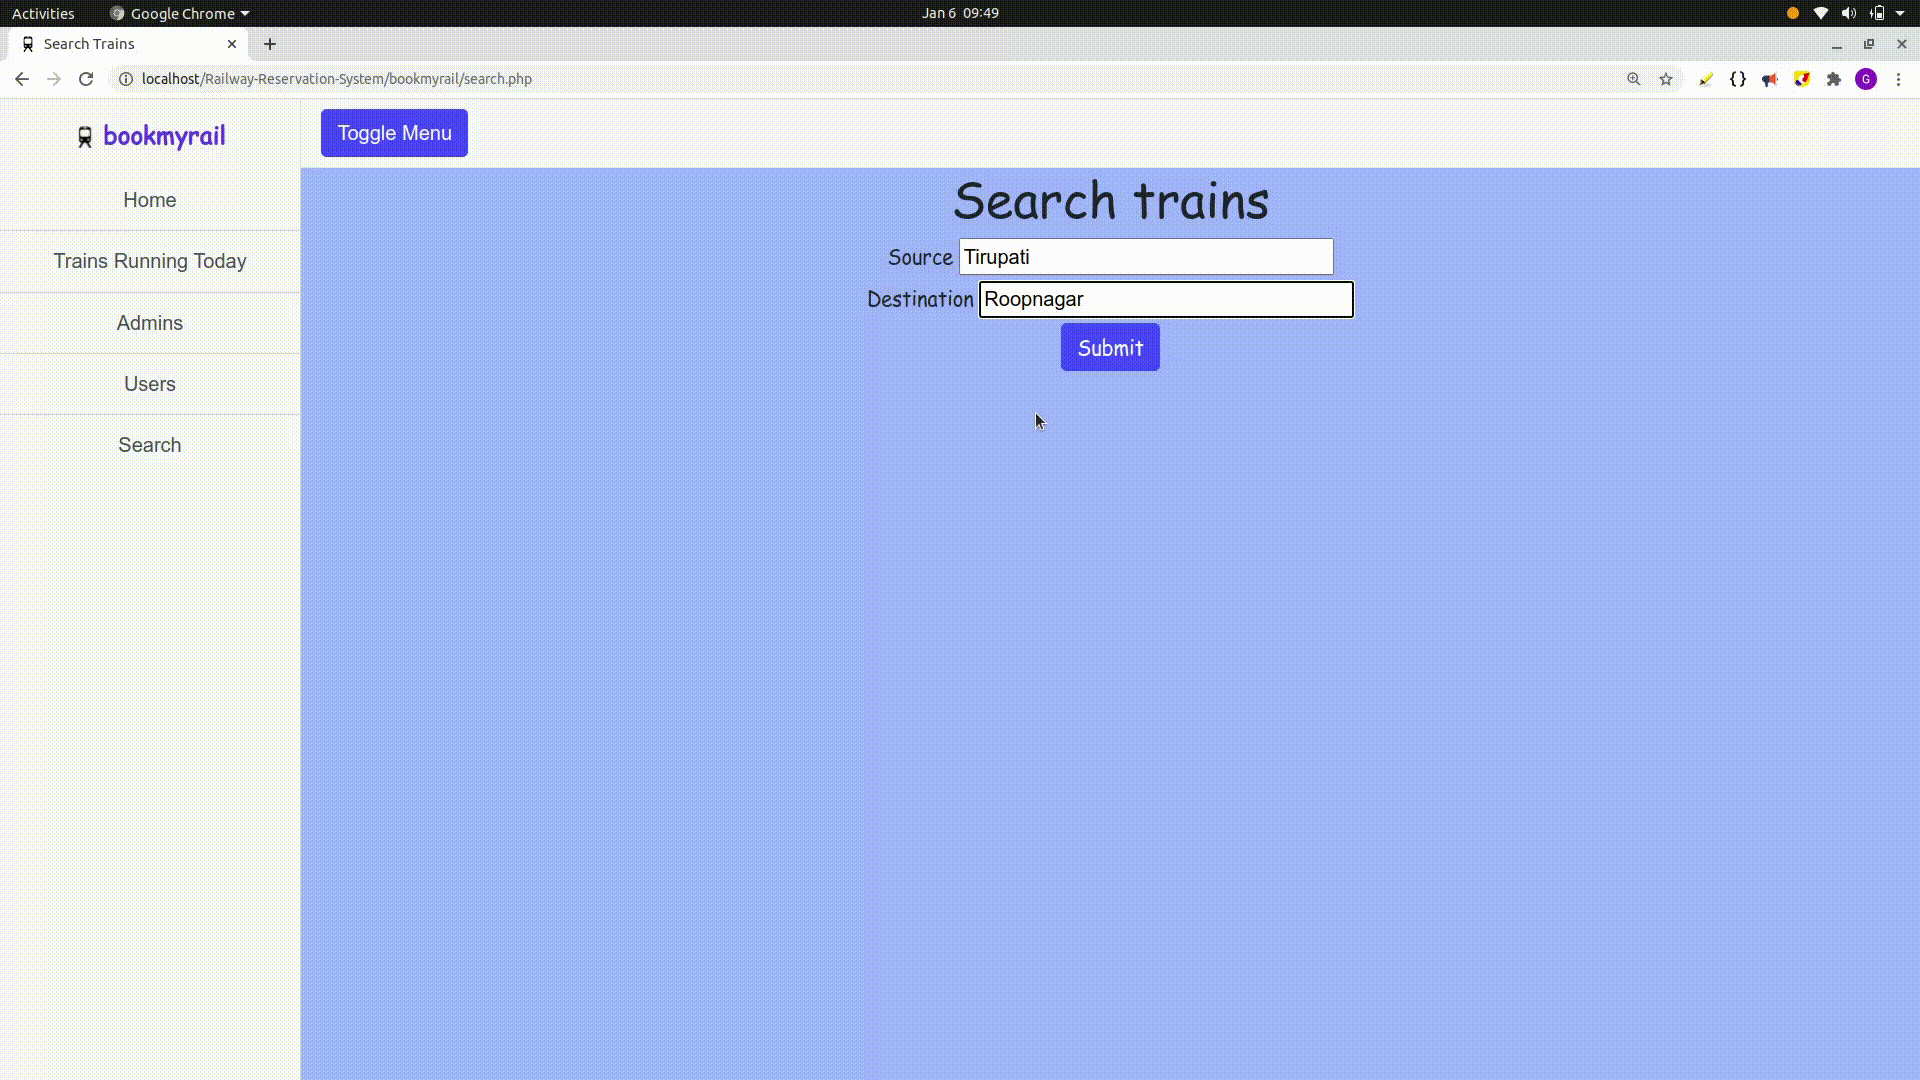 Activities Google Chrome Jan 6 09:49
Search Trains
localhost/Railway-Reservation-System/bookmyrail/search.php G
bookmyrail
Toggle Menu
Home
Trains Running Today
Admins
Users
Search
Search trains
Source Tirupati
Destination Roopnagar
Submit